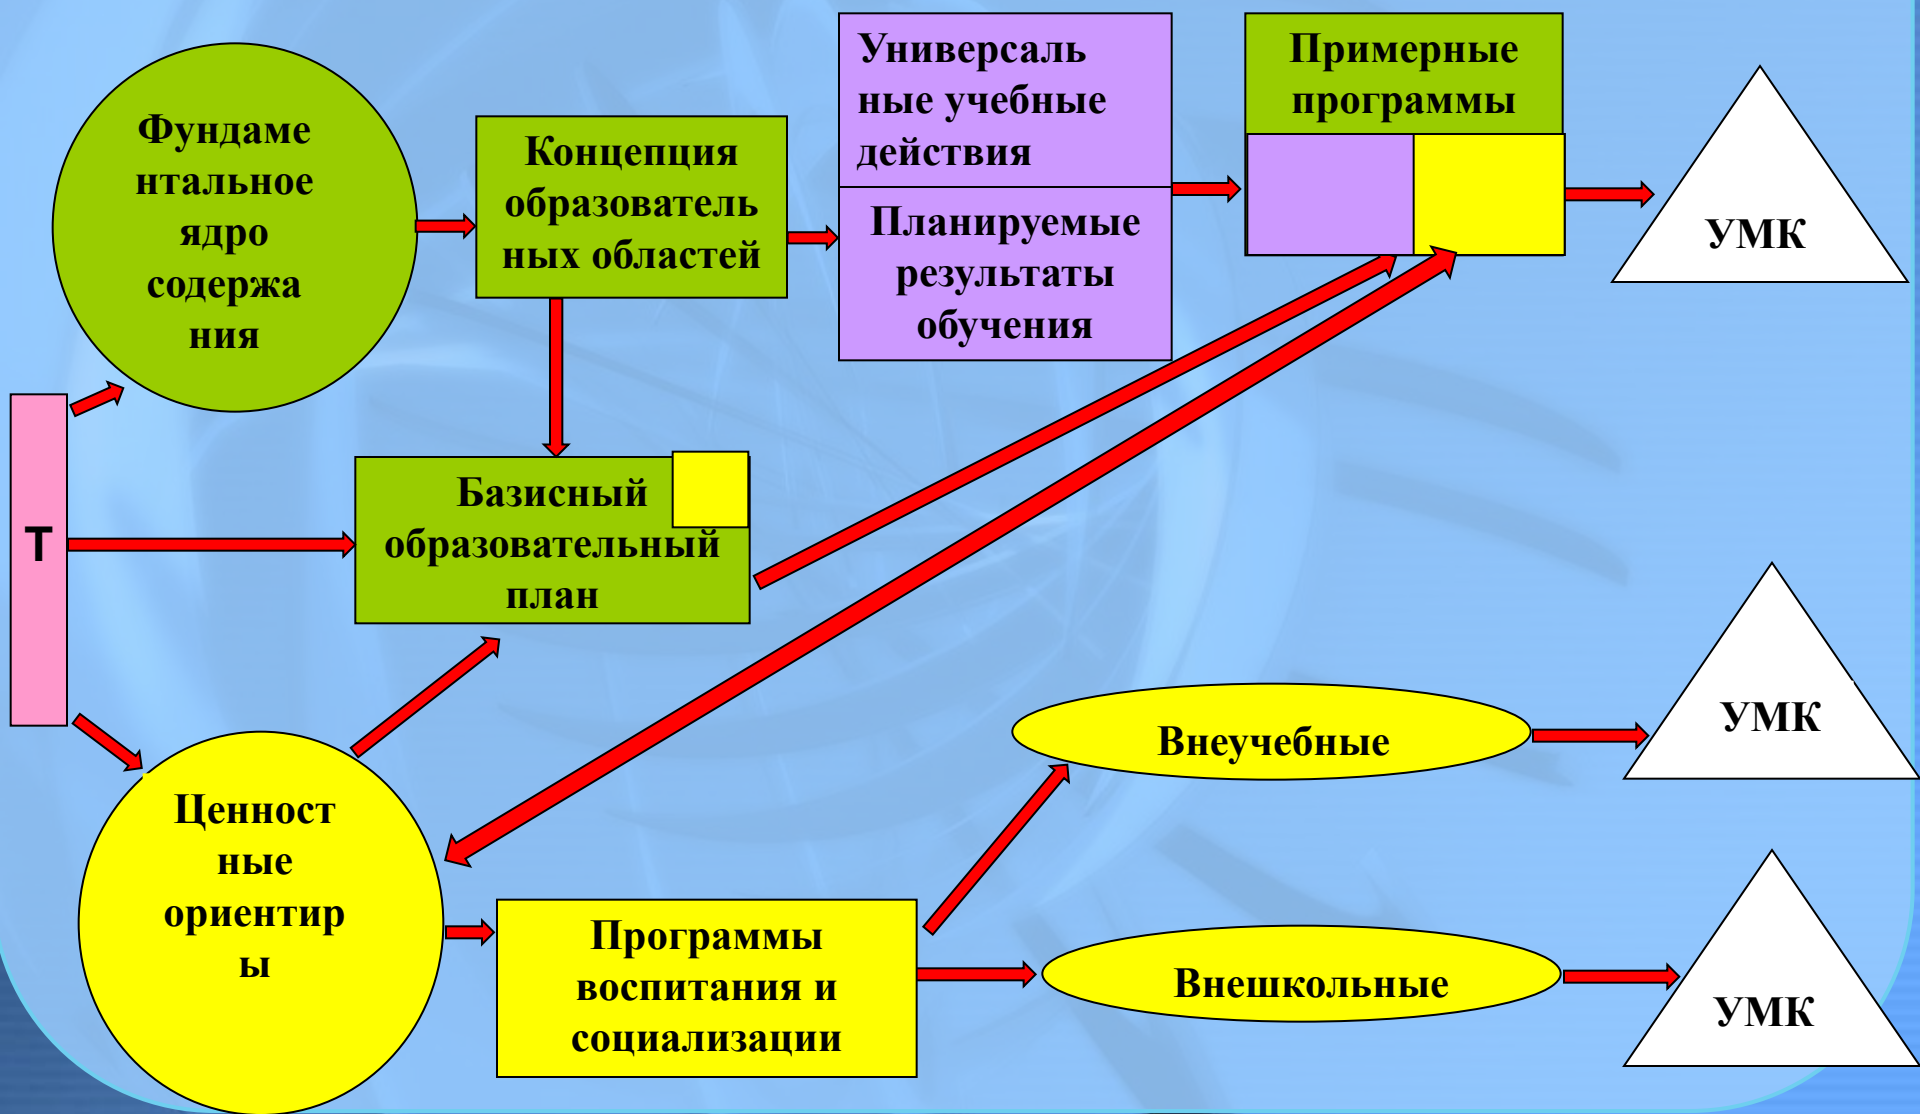 Фундаме
нтальное
ядро
содержа
ния
Концепция
образователь
ных областей
Универсаль
ные учебные
действия
Планируемые
результаты
обучения
Примерные
программы
УМК
Т
Базисный
образовательный
план
Ценност
ные
ориентир
ы
Программы
воспитания и
социализации
Внеучебные
УМК
Внешкольные
УМК